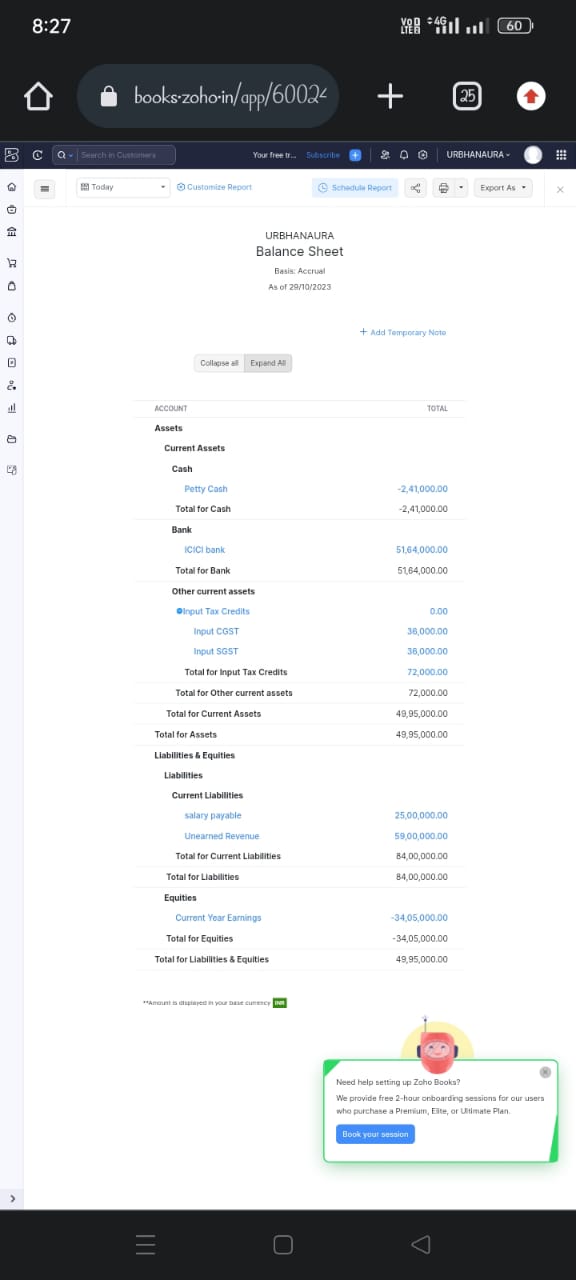 8:27
VoD LTE2 4G 60
books.zoho.in/app/60024
25
Search in Customers Your free tr... Subscribe URBHANAURA
Today Customize Report Schedule Report Export As
URBHANAURA
Balance Sheet
Basis: Accrual
As of 29/10/2023
+ Add Temporary Note
Collapse all Expand All
ACCOUNT TOTAL
Assets
Current Assets
Cash
Petty Cash -2,41,000.00
Total for Cash -2,41,000.00
Bank
ICICI bank 51,64,000.00
Total for Bank 51,64,000.00
Other current assets
Input Tax Credits 0.00
Input CGST 36,000.00
Input SGST 36,000.00
Total for Input Tax Credits 72,000.00
Total for Other current assets 72,000.00
Total for Current Assets 49,95,000.00
Total for Assets 49,95,000.00
Liabilities & Equities
Liabilities
Current Liabilities
salary payable 25,00,000.00
Unearned Revenue 59,00,000.00
Total for Current Liabilities 84,00,000.00
Total for Liabilities 84,00,000.00
Equities
Current Year Earnings -34,05,000.00
Total for Equities -34,05,000.00
Total for Liabilities & Equities 49,95,000.00
**Amount is displayed in your base currency INR
Need help setting up Zoho Books?
We provide free 2-hour onboarding sessions for our users
who purchase a Premium, Elite, or Ultimate Plan.
Book your session